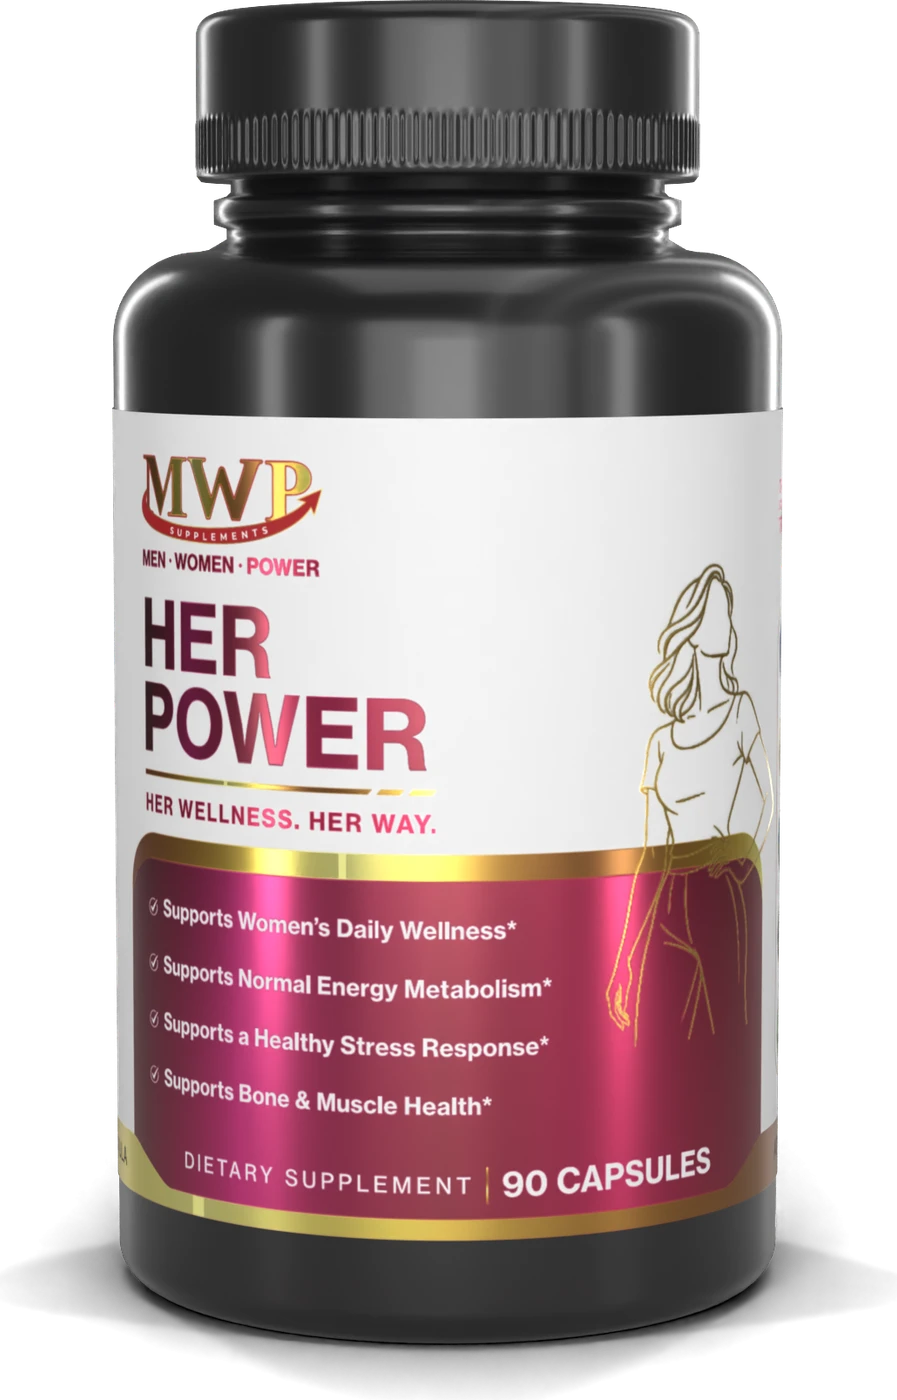 MWP
SUPPLEMENTS
MEN · WOMEN · POWER
HER
POWER
HER WELLNESS. HER WAY.
Supports Women's Daily Wellness*
Supports Normal Energy Metabolism*
Supports a Healthy Stress Response*
Supports Bone & Muscle Health*
DIETARY SUPPLEMENT | 90 CAPSULES